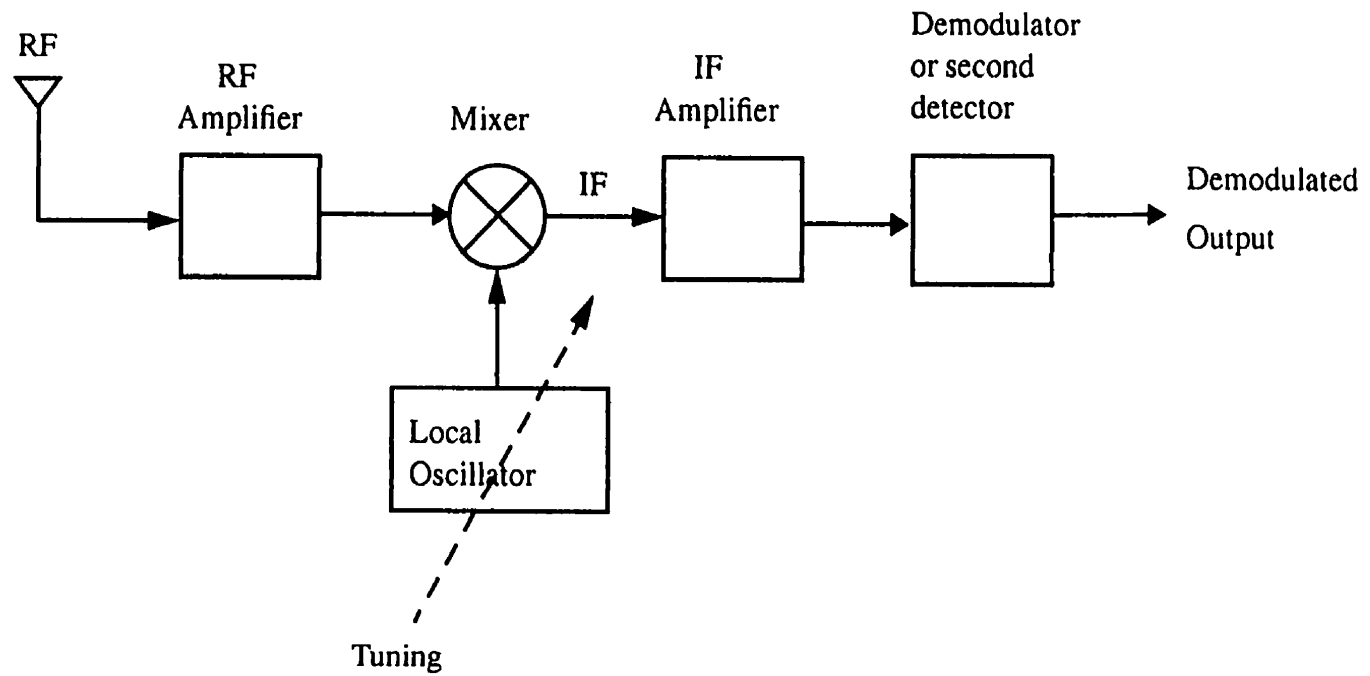 RF
RF
Amplifier
Mixer
IF
IF
Amplifier
Demodulator
or second
detector
Demodulated
Output
Local
Oscillator
Tuning